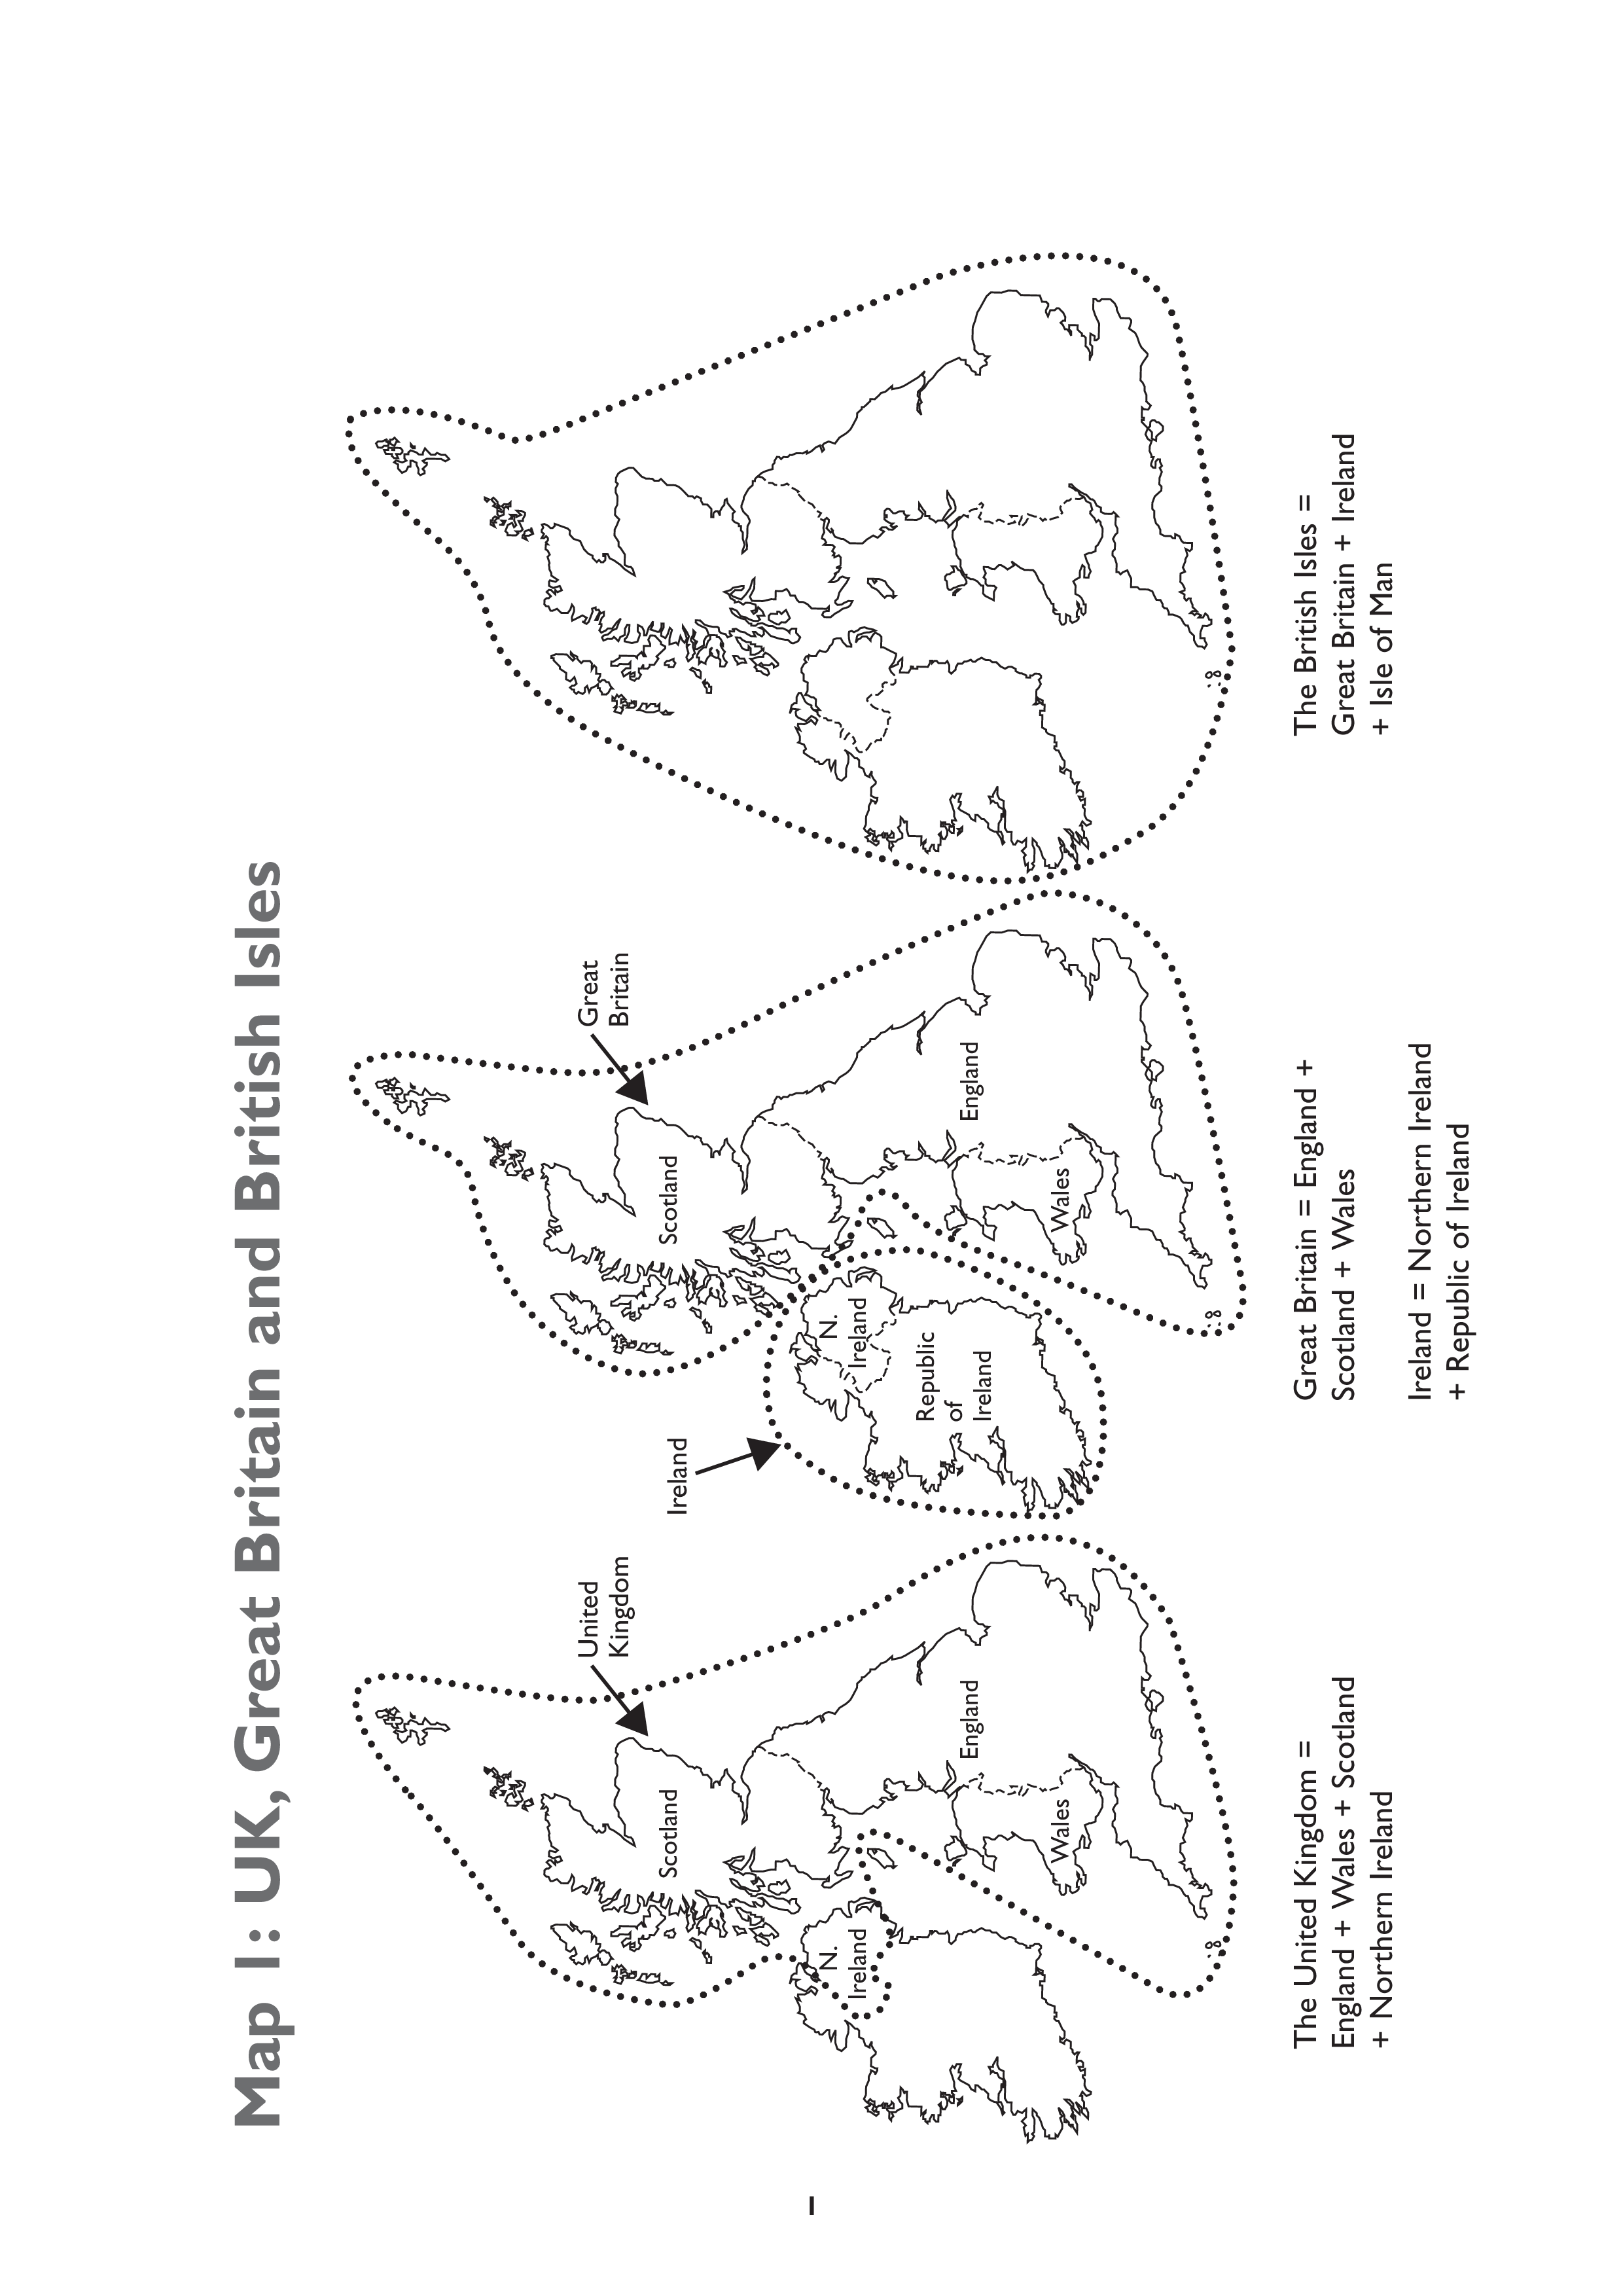 Map 1: UK, Great Britain and British Isles
United
Kingdom
Scotland
N.
Ireland
England
Wales
The United Kingdom =
England + Wales + Scotland
+ Northern Ireland
Great
Britain
Ireland
Scotland
N.
Ireland
Republic
of
Ireland
England
Wales
Great Britain = England +
Scotland + Wales
Ireland = Northern Ireland
+ Republic of Ireland
The British Isles =
Great Britain + Ireland
+ Isle of Man
1